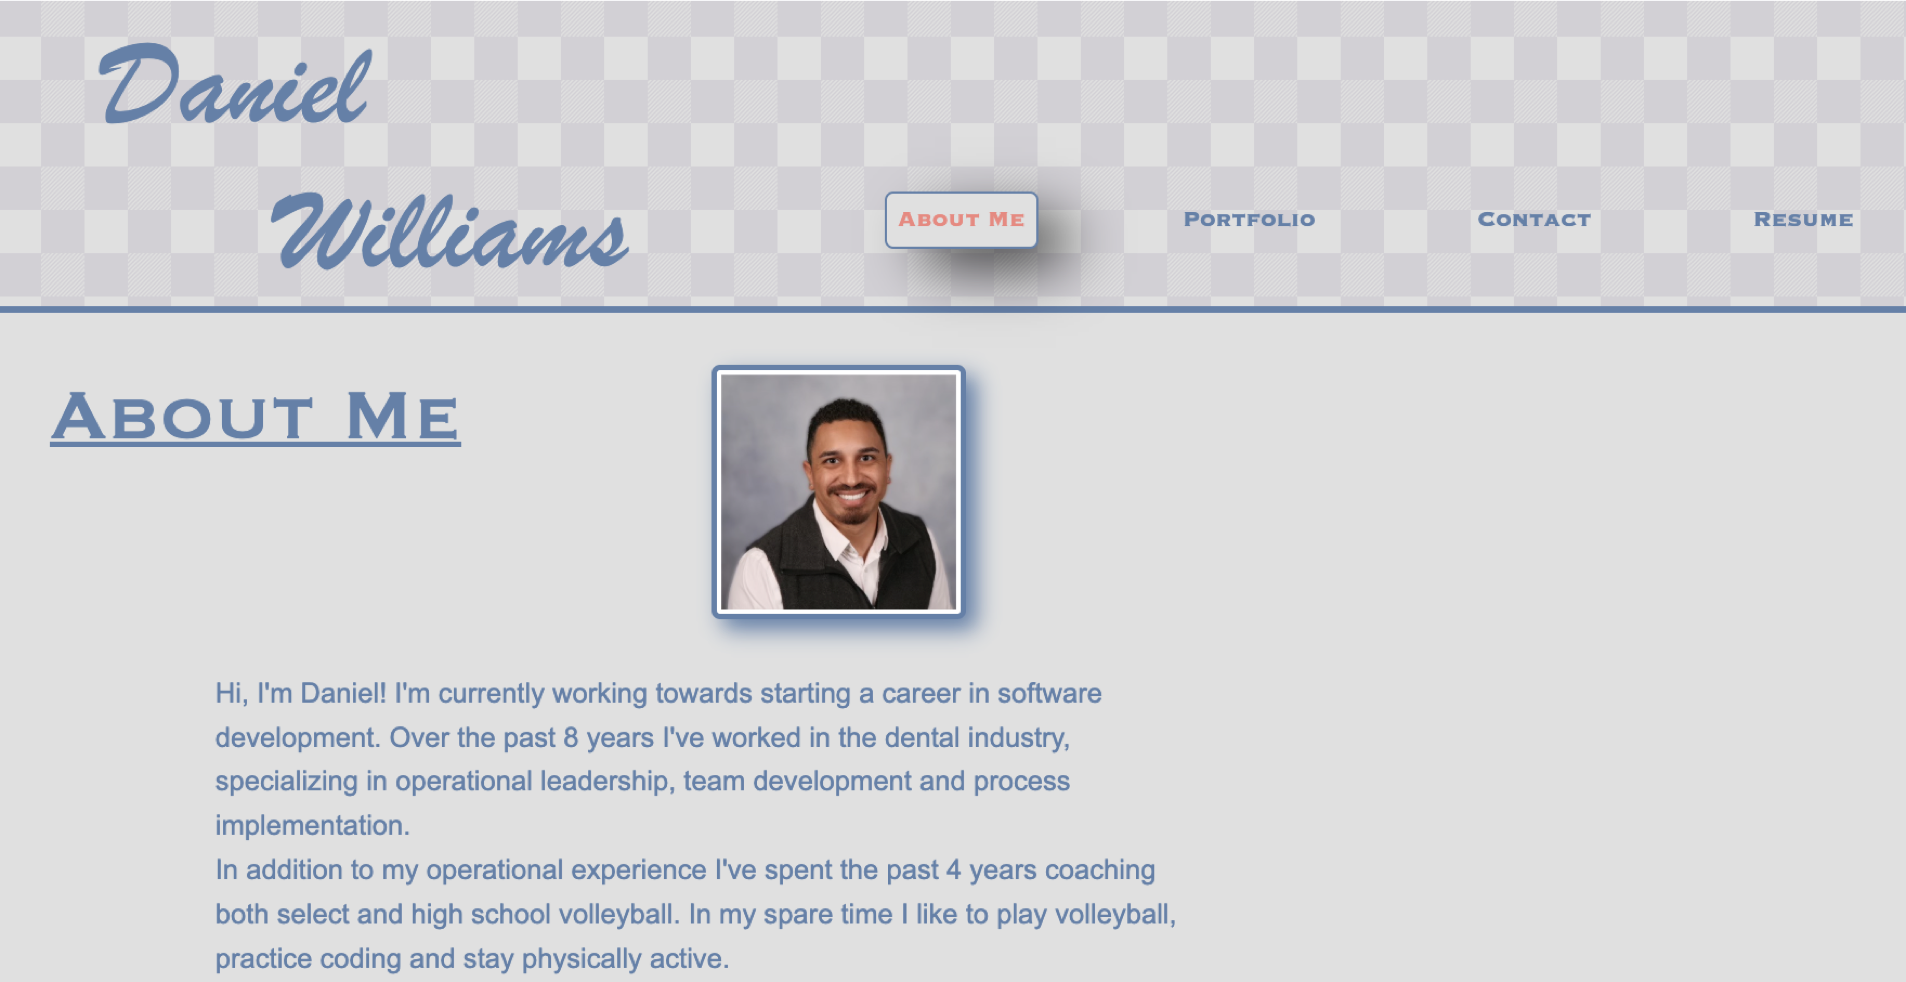 Daniel
Williams
About Me
Portfolio
Contact
Resume
About Me
Hi, I'm Daniel! I'm currently working towards starting a career in software
development. Over the past 8 years I've worked in the dental industry,
specializing in operational leadership, team development and process
implementation.
In addition to my operational experience I've spent the past 4 years coaching
both select and high school volleyball. In my spare time I like to play volleyball,
practice coding and stay physically active.